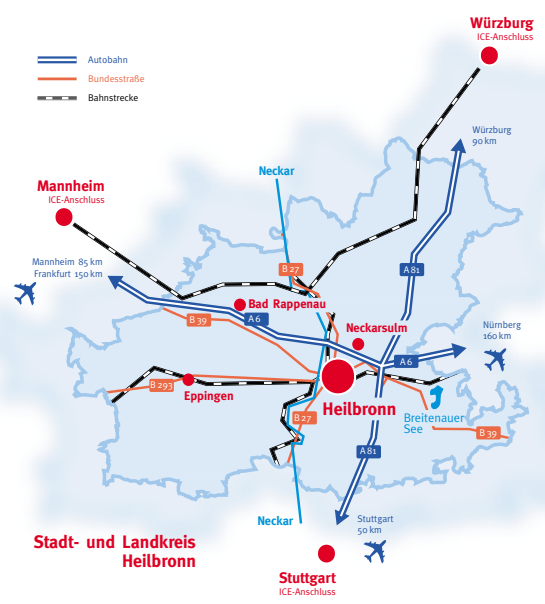 Würzburg
ICE-Anschluss
Autobahn
Bundesstraße
Bahnstrecke
Würzburg
90 km
Neckar
Mannheim
ICE-Anschluss
Mannheim 85 km
Frankfurt 150 km
B 27
A 81
Bad Rappenau
B 39
A 6
Neckarsulm
Nürnberg
160 km
A 6
B 293
Eppingen
Heilbronn
Breitenauer
See
B 27
B 39
A 81
Neckar
Stuttgart
50 km
Stadt- und Landkreis
Heilbronn
Stuttgart
ICE-Anschluss